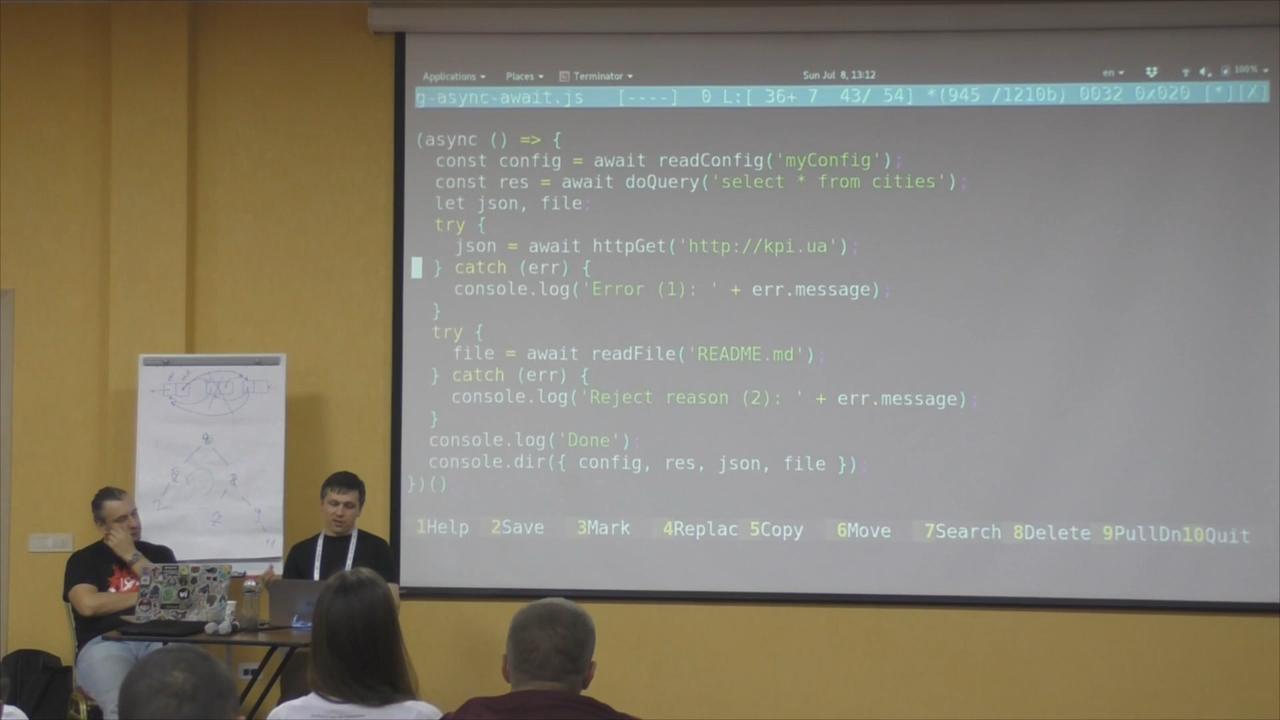 Applications Places Terminator Sun Jul 8, 13:12 en 100%
g-async-await.js [----] 0 L:[ 36+ 7 43/ 54] *(945 /1210b) 0032 0x020 [*][X]
(async () => {
const config = await readConfig('myConfig');
const res = await doQuery('select * from cities');
let json, file;
try {
json = await httpGet('http://kpi.ua');
} catch (err) {
console.log('Error (1): ' + err.message);
}
try {
file = await readFile('README.md');
} catch (err) {
console.log('Reject reason (2): ' + err.message);
}
console.log('Done');
console.dir({ config, res, json, file });
})()
1Help 2Save 3Mark 4Replac 5Copy 6Move 7Search 8Delete 9PullDn 10Quit